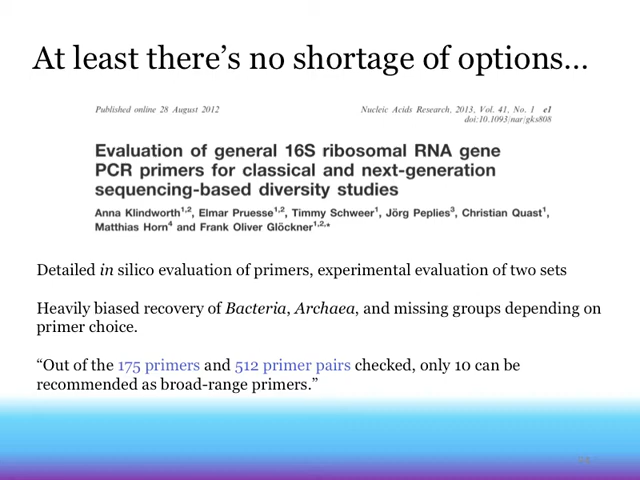 At least there's no shortage of options...
Published online 28 August 2012
Nucleic Acids Research, 2013, Vol. 41, No. 1 e1
doi:10.1093/nar/gks808
Evaluation of general 16S ribosomal RNA gene
PCR primers for classical and next-generation
sequencing-based diversity studies
Anna Klindworth1,2, Elmar Pruesse1,2, Timmy Schweer1, Jörg Peplies3, Christian Quast1,
Matthias Horn4 and Frank Oliver Glöckner1,2,*
Detailed in silico evaluation of primers, experimental evaluation of two sets
Heavily biased recovery of Bacteria, Archaea, and missing groups depending on
primer choice.
“Out of the 175 primers and 512 primer pairs checked, only 10 can be
recommended as broad-range primers.”